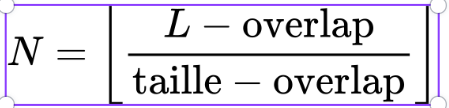 N = ⌊ (L − overlap) / (taille − overlap) ⌋